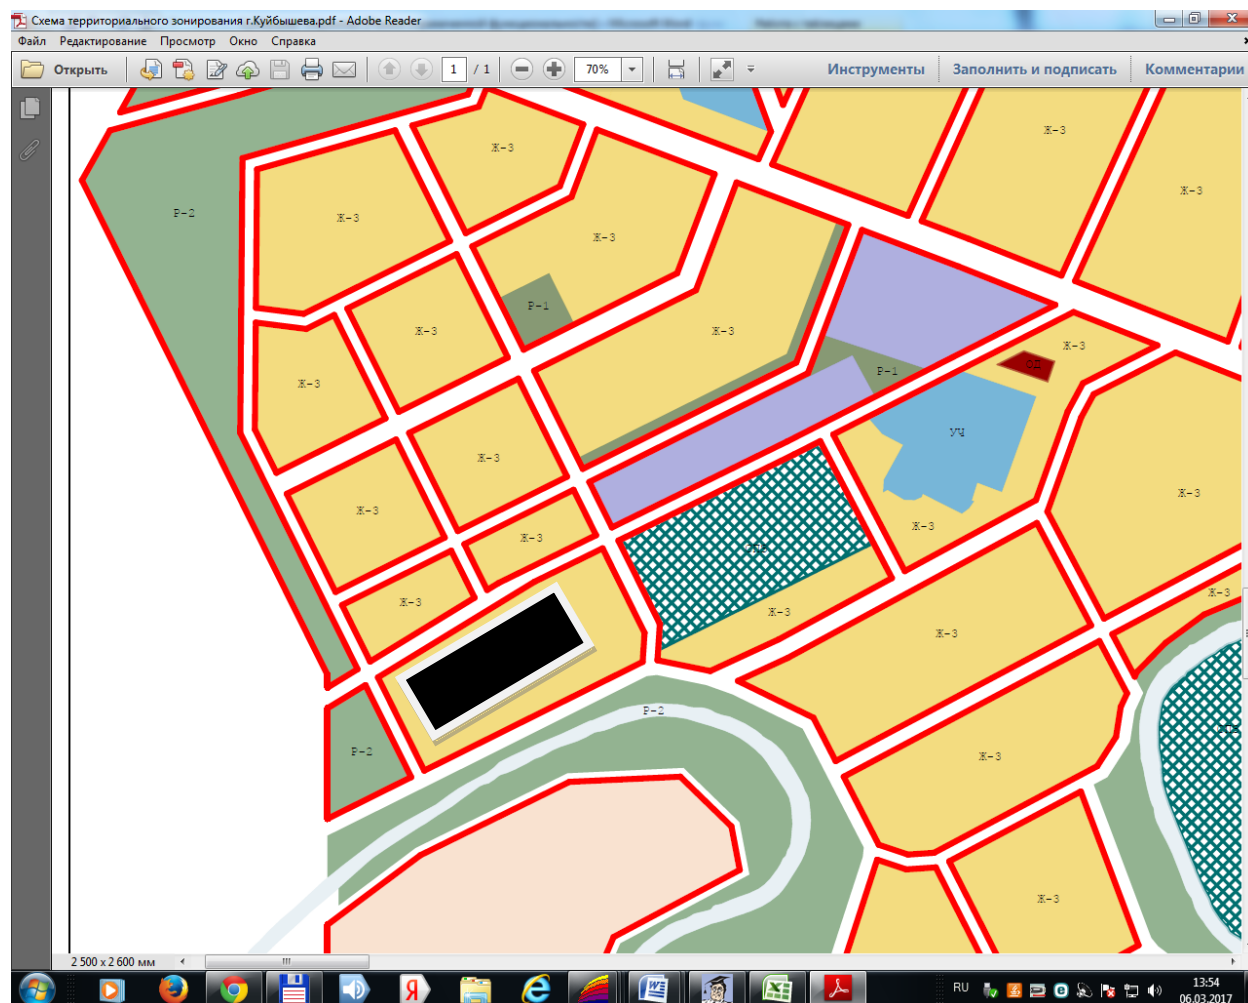 Схема территориального зонирования г.Куйбышева.pdf - Adobe Reader
Файл Редактирование Просмотр Окно Справка
Открыть 1 / 1 70% Инструменты Заполнить и подписать Комментарии
Ж-3
Ж-3
Ж-3
Ж-3
Р-2
Ж-3
Ж-3
Р-1
Ж-3
Ж-3
Ж-3
Ж-3
ОД
Р-1
Ж-3
УЧ
Ж-3
Ж-3
Ж-3
Ж-3
Ж-3
Ж-3
Ж-3
Ж-3
Ж-3
Р-2
Р-2
Ж-3
Ж-3
2 500 x 2 600 мм
RU 13:54
06.03.2017